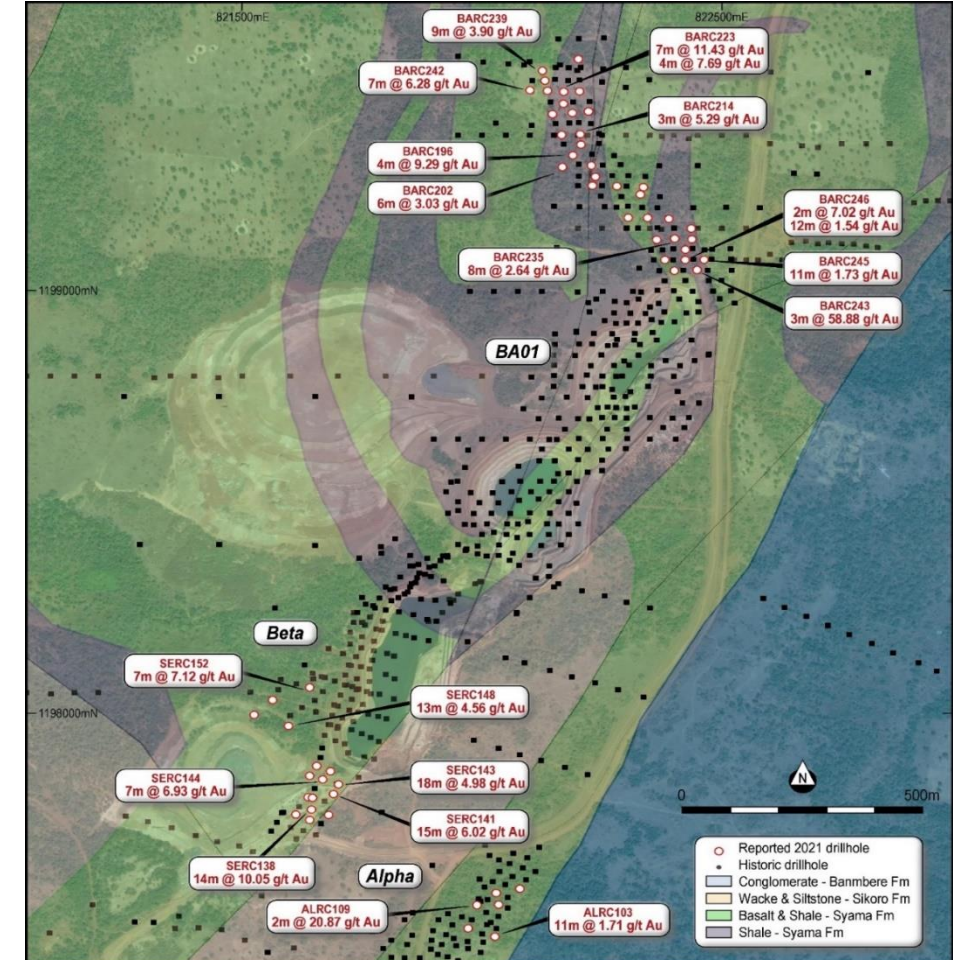 821500mE
822500mE
BARC239
9m @ 3.90 g/t Au
BARC223
7m @ 11.43 g/t Au
4m @ 7.69 g/t Au
BARC242
7m @ 6.28 g/t Au
BARC214
3m @ 5.29 g/t Au
BARC196
4m @ 9.29 g/t Au
BARC202
6m @ 3.03 g/t Au
BARC246
2m @ 7.02 g/t Au
12m @ 1.54 g/t Au
BARC235
8m @ 2.64 g/t Au
BARC245
11m @ 1.73 g/t Au
1199000mN
BARC243
3m @ 58.88 g/t Au
BA01
Beta
SERC152
7m @ 7.12 g/t Au
SERC148
13m @ 4.56 g/t Au
1198000mN
SERC144
7m @ 6.93 g/t Au
SERC143
18m @ 4.98 g/t Au
N
0
500m
SERC141
15m @ 6.02 g/t Au
SERC138
14m @ 10.05 g/t Au
Alpha
ALRC109
2m @ 20.87 g/t Au
ALRC103
11m @ 1.71 g/t Au
Reported 2021 drillhole
Historic drillhole
Conglomerate - Banmbere Fm
Wacke & Siltstone - Sikoro Fm
Basalt & Shale - Syama Fm
Shale - Syama Fm